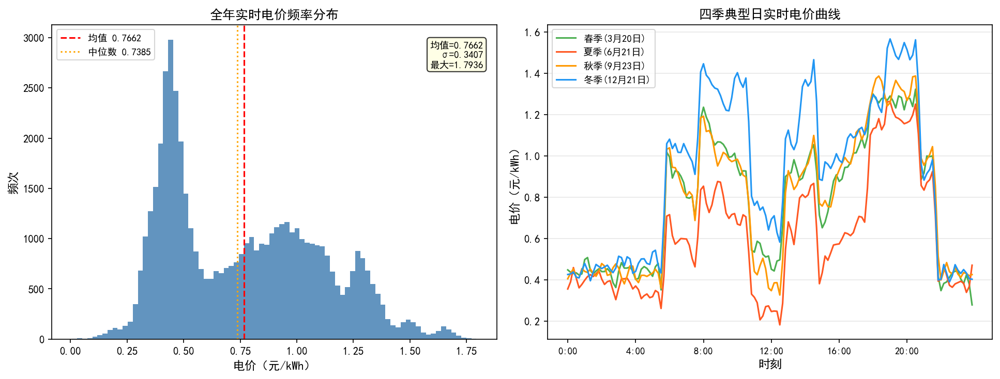 全年实时电价频率分布
均值 0.7662
中位数 0.7385
均值=0.7662
σ=0.3407
最大=1.7936
3000
2500
2000
1500
1000
500
0
频次
0.00 0.25 0.50 0.75 1.00 1.25 1.50 1.75
电价（元/kWh）
四季典型日实时电价曲线
春季(3月20日)
夏季(6月21日)
秋季(9月23日)
冬季(12月21日)
1.6
1.4
1.2
1.0
0.8
0.6
0.4
0.2
电价（元/kWh）
0:00 4:00 8:00 12:00 16:00 20:00
时刻